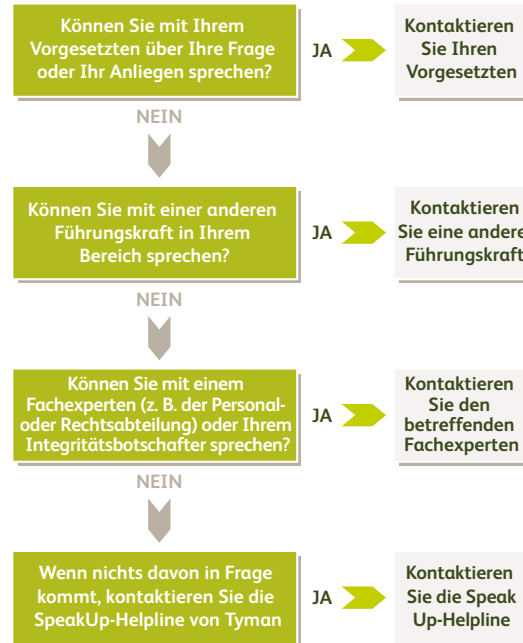 Können Sie mit Ihrem
Vorgesetzten über Ihre Frage
oder Ihr Anliegen sprechen?
JA
Kontaktieren
Sie Ihren
Vorgesetzten
NEIN
Können Sie mit einer anderen
Führungskraft in Ihrem
Bereich sprechen?
JA
Kontaktieren
Sie eine andere
Führungskraft
NEIN
Können Sie mit einem
Fachexperten (z. B. der Personal-
oder Rechtsabteilung) oder Ihrem
Integritätsbotschafter sprechen?
JA
Kontaktieren
Sie den
betreffenden
Fachexperten
NEIN
Wenn nichts davon in Frage
kommt, kontaktieren Sie die
SpeakUp-Helpline von Tyman
JA
Kontaktieren
Sie die Speak
Up-Helpline